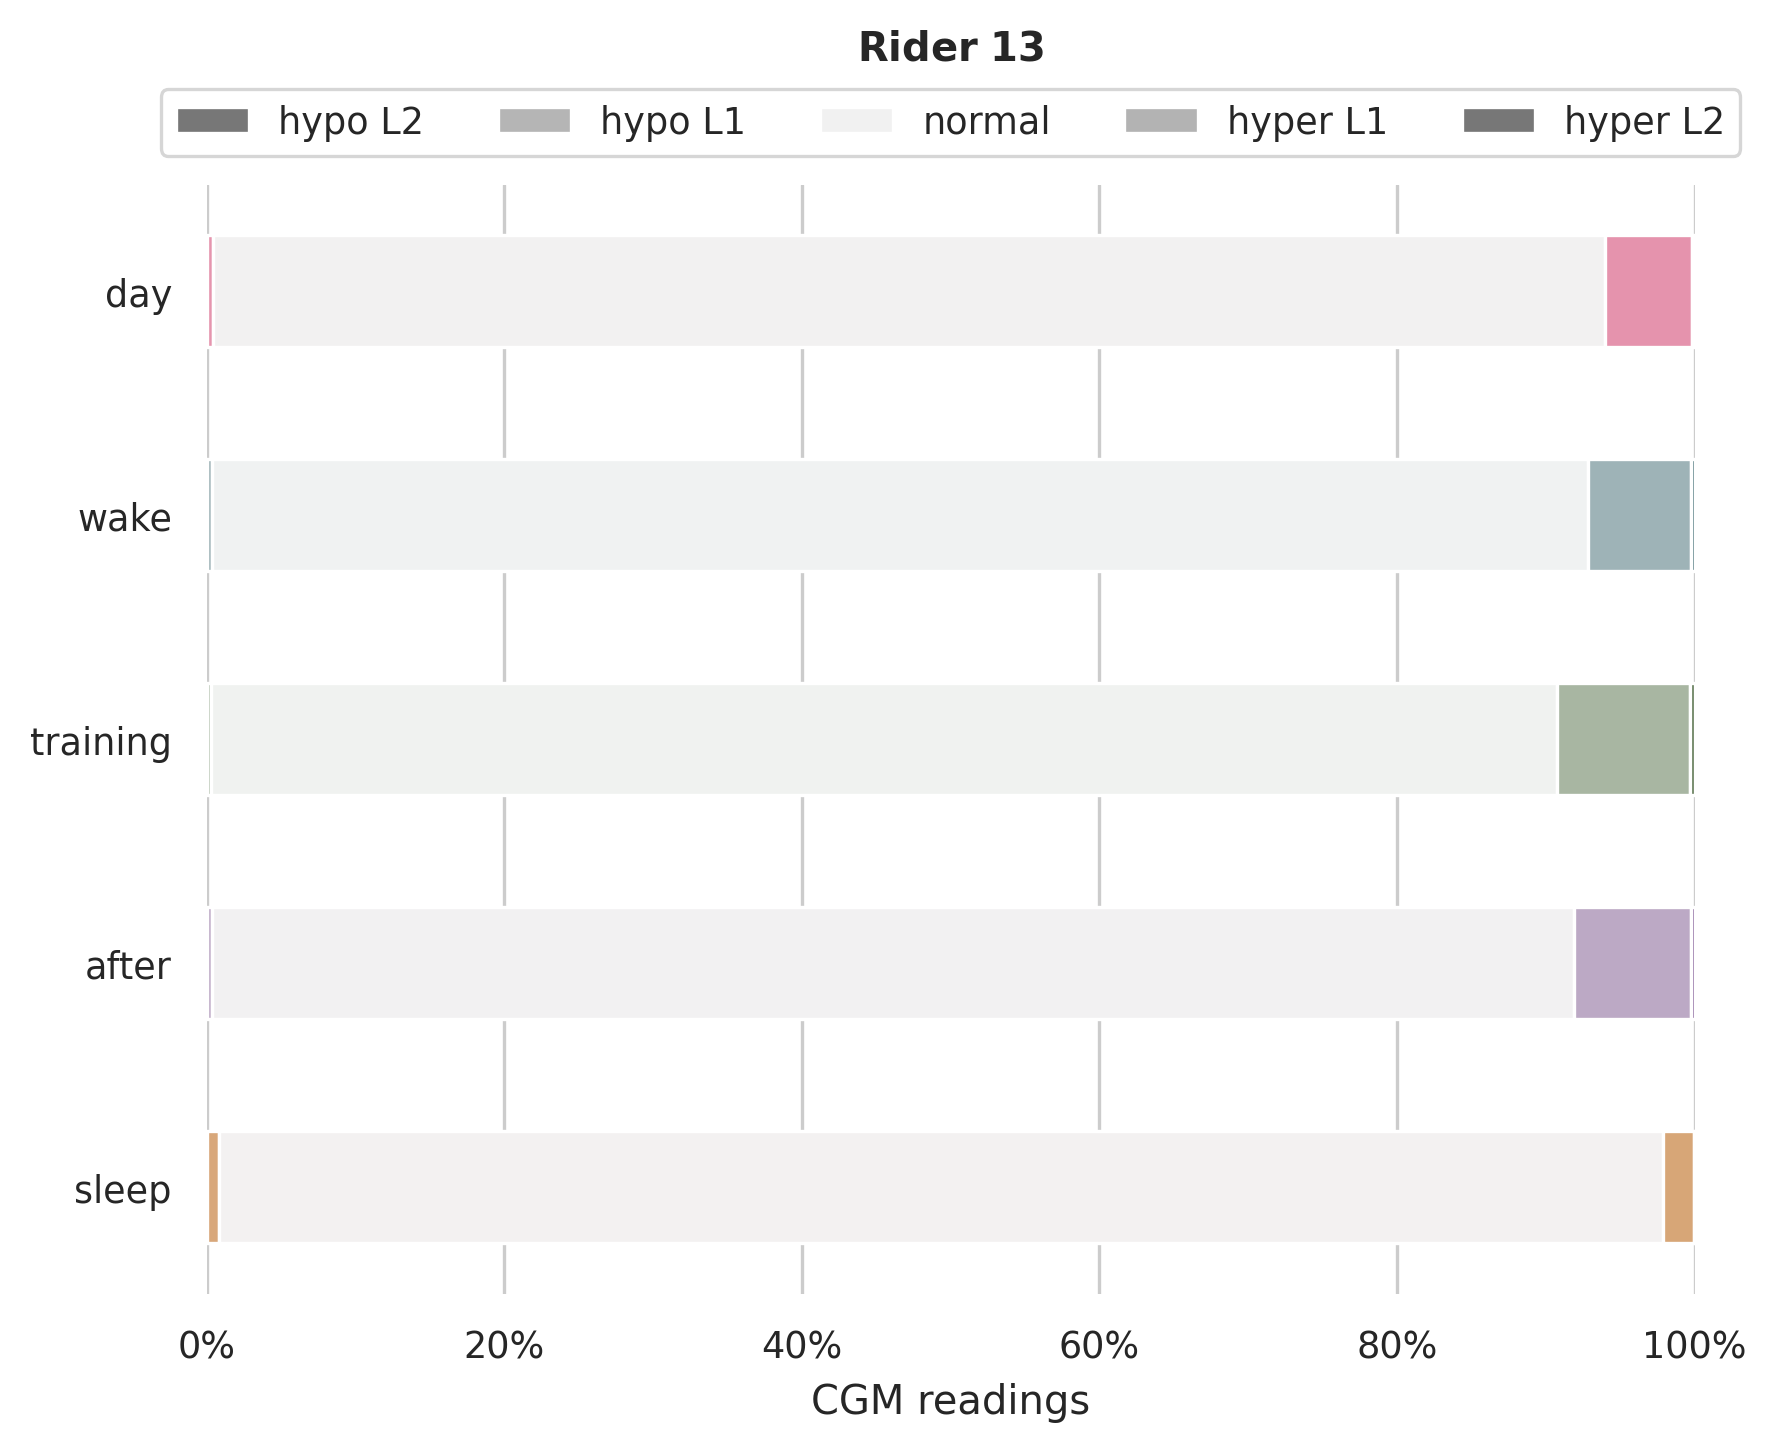 Rider 13
hypo L2 hypo L1 normal hyper L1 hyper L2
day
wake
training
after
sleep
0% 20% 40% 60% 80% 100%
CGM readings